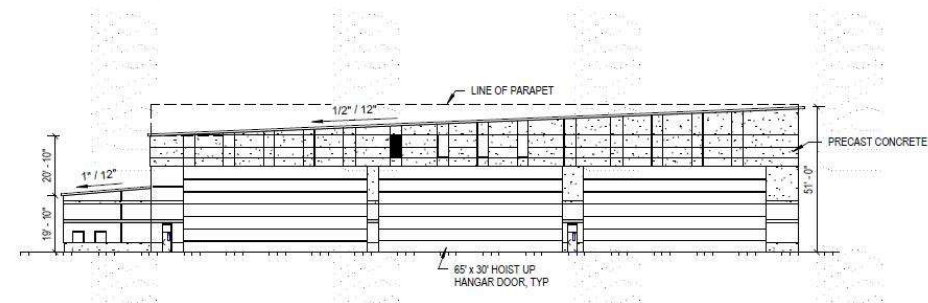 LINE OF PARAPET
1/2" / 12"
PRECAST CONCRETE
20' - 10"
1" / 12"
51' - 0"
19' - 10"
65' x 30' HOIST UP
HANGAR DOOR, TYP